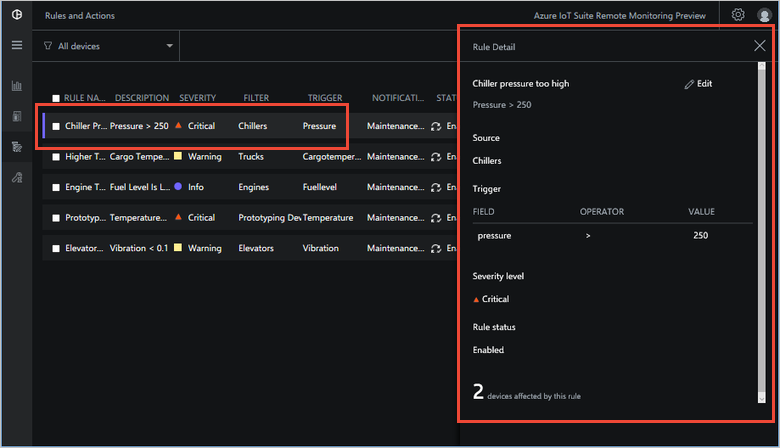 Rules and Actions
Azure IoT Suite Remote Monitoring Preview
All devices
RULE NA... DESCRIPTION SEVERITY FILTER TRIGGER NOTIFICATI... STAT
Chiller Pr... Pressure > 250 Critical Chillers Pressure Maintenance... En
Higher T... Cargo Tempe... Warning Trucks Cargotemper... Maintenance... En
Engine T... Fuel Level Is L... Info Engines Fuellevel Maintenance... En
Prototyp... Temperature... Critical Prototyping Dev Temperature Maintenance... En
Elevator... Vibration < 0.1 Warning Elevators Vibration Maintenance... En
Rule Detail
Chiller pressure too high
Edit
Pressure > 250
Source
Chillers
Trigger
FIELD OPERATOR VALUE
pressure > 250
Severity level
Critical
Rule status
Enabled
2 devices affected by this rule